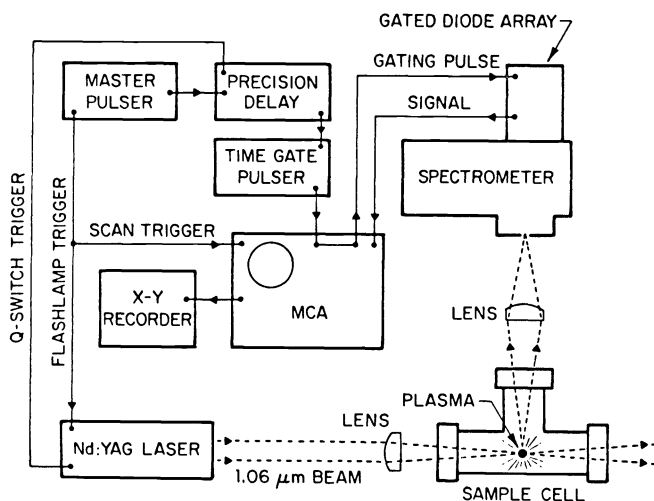 GATED DIODE ARRAY
GATING PULSE
MASTER
PULSER
PRECISION
DELAY
SIGNAL
TIME GATE
PULSER
SPECTROMETER
Q-SWITCH TRIGGER
FLASHLAMP TRIGGER
SCAN TRIGGER
X-Y
RECORDER
MCA
LENS
PLASMA
LENS
Nd:YAG LASER
1.06 μm BEAM
SAMPLE CELL